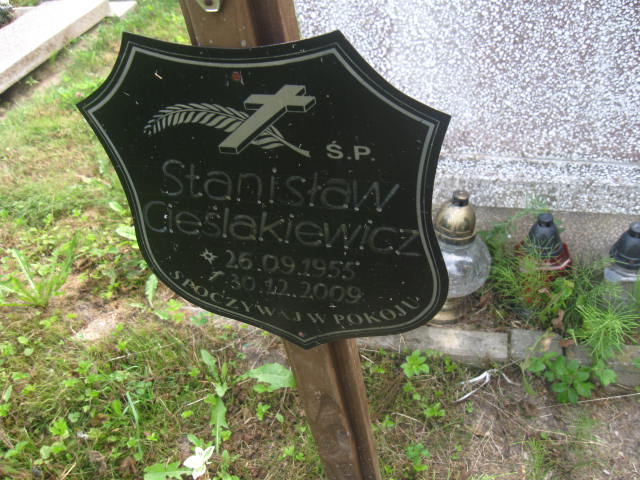 Ś.P.
Stanisław
Cieślakiewicz
26.09.1955
30.12.2009
SPOCZYWAJ W POKOJU